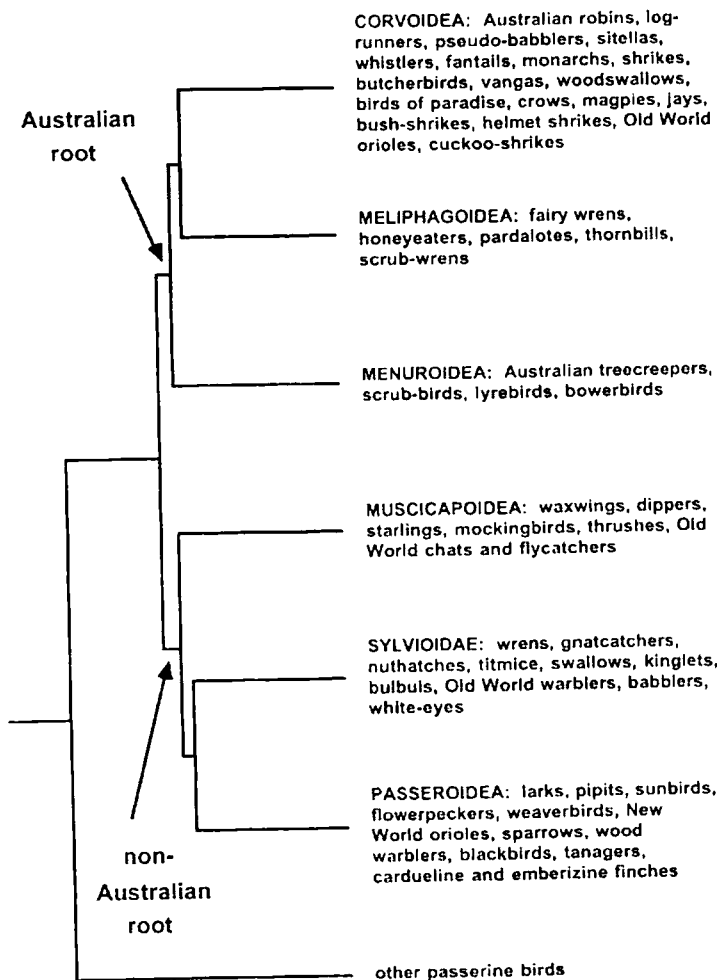 CORVOIDEA: Australian robins, log-
runners, pseudo-babblers, sitellas,
whistlers, fantails, monarchs, shrikes,
butcherbirds, vangas, woodswallows,
birds of paradise, crows, magpies, jays,
bush-shrikes, helmet shrikes, Old World
orioles, cuckoo-shrikes
Australian
root
MELIPHAGOIDEA: fairy wrens,
honeyeaters, pardalotes, thornbills,
scrub-wrens
MENUROIDEA: Australian treecreepers,
scrub-birds, lyrebirds, bowerbirds
MUSCICAPOIDEA: waxwings, dippers,
starlings, mockingbirds, thrushes, Old
World chats and flycatchers
SYLVIOIDAE: wrens, gnatcatchers,
nuthatches, titmice, swallows, kinglets,
bulbuls, Old World warblers, babblers,
white-eyes
PASSEROIDEA: larks, pipits, sunbirds,
flowerpeckers, weaverbirds, New
World orioles, sparrows, wood
warblers, blackbirds, tanagers,
cardueline and emberizine finches
non-
Australian
root
other passerine birds